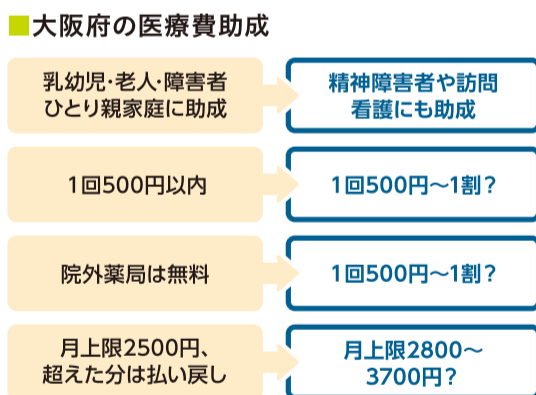 ■大阪府の医療費助成
乳幼児・老人・障害者
ひとり親家庭に助成
精神障害者や訪問
看護にも助成
1回500円以内
1回500円〜1割？
院外薬局は無料
1回500円〜1割？
月上限2500円、
超えた分は払い戻し
月上限2800〜
3700円？